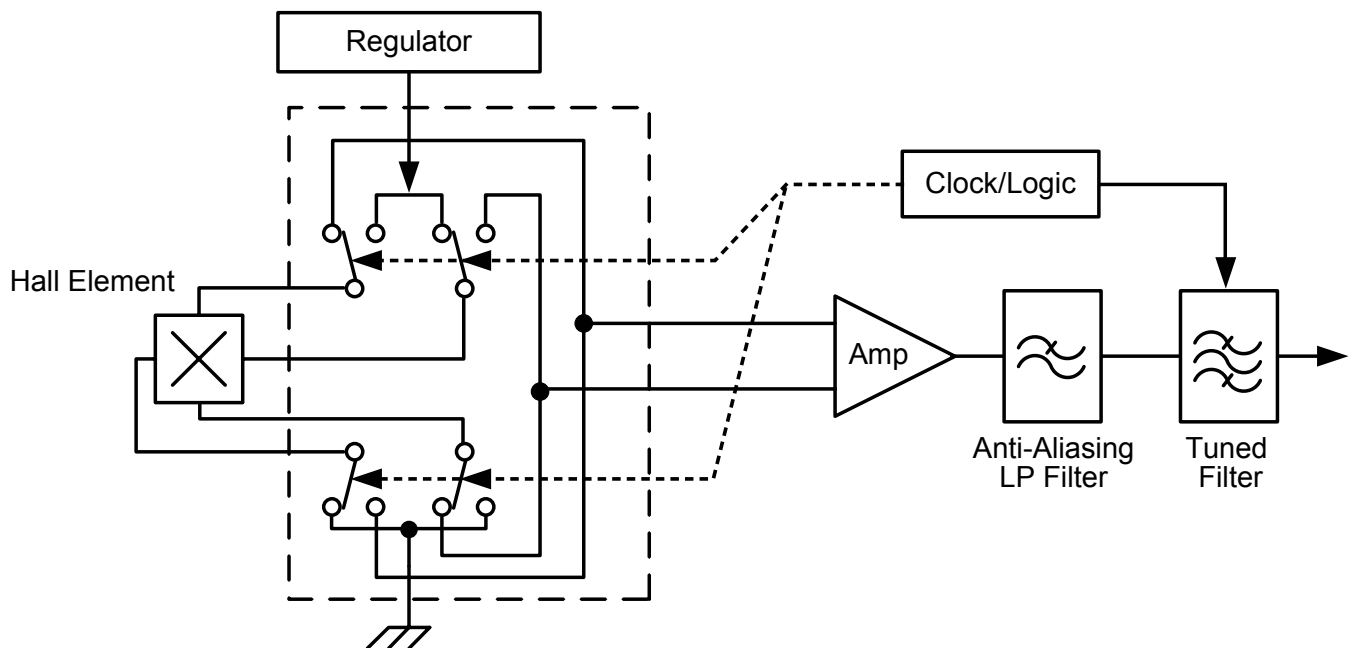 Regulator
Clock/Logic
Hall Element
Amp
Anti-Aliasing
LP Filter
Tuned
Filter